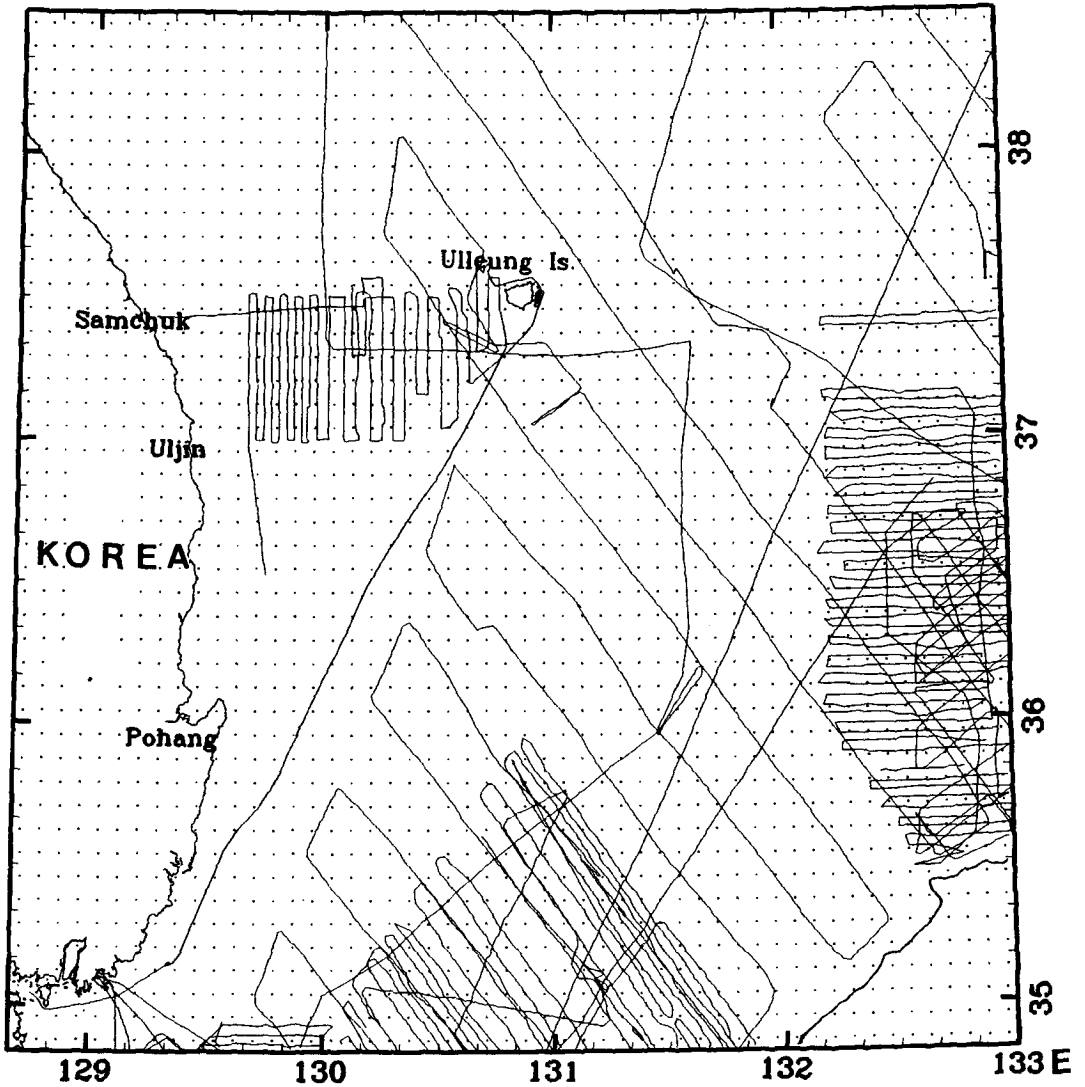 38
Ulleung Is.
Samchuk
37
Uljin
KOREA
36
Pohang
35
129
130
131
132
133 E